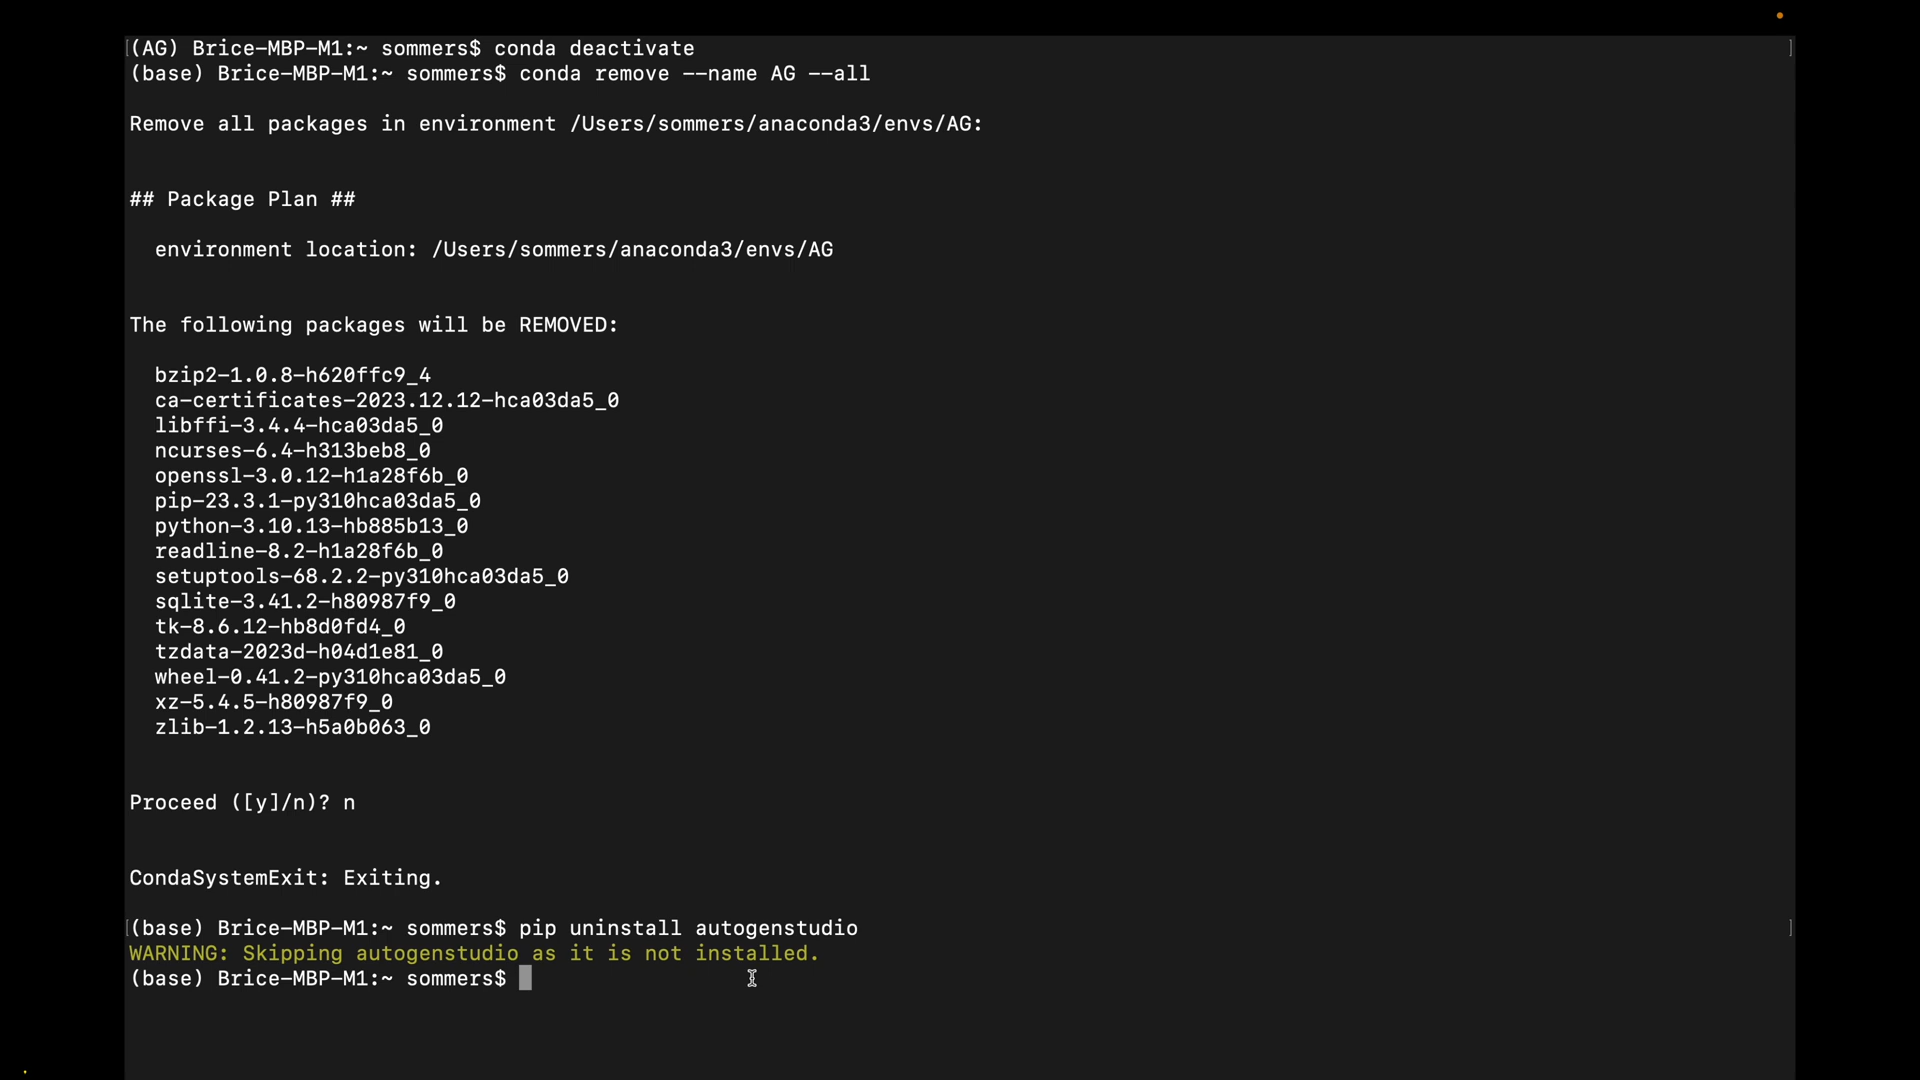 [(AG) Brice-MBP-M1:~ sommers$ conda deactivate ]
(base) Brice-MBP-M1:~ sommers$ conda remove --name AG --all
Remove all packages in environment /Users/sommers/anaconda3/envs/AG:
## Package Plan ##
environment location: /Users/sommers/anaconda3/envs/AG
The following packages will be REMOVED:
bzip2-1.0.8-h620ffc9_4
ca-certificates-2023.12.12-hca03da5_0
libffi-3.4.4-hca03da5_0
ncurses-6.4-h313beb8_0
openssl-3.0.12-h1a28f6b_0
pip-23.3.1-py310hca03da5_0
python-3.10.13-hb885b13_0
readline-8.2-h1a28f6b_0
setuptools-68.2.2-py310hca03da5_0
sqlite-3.41.2-h80987f9_0
tk-8.6.12-hb8d0fd4_0
tzdata-2023d-h04d1e81_0
wheel-0.41.2-py310hca03da5_0
xz-5.4.5-h80987f9_0
zlib-1.2.13-h5a0b063_0
Proceed ([y]/n)? n
CondaSystemExit: Exiting.
[(base) Brice-MBP-M1:~ sommers$ pip uninstall autogenstudio ]
WARNING: Skipping autogenstudio as it is not installed.
(base) Brice-MBP-M1:~ sommers$